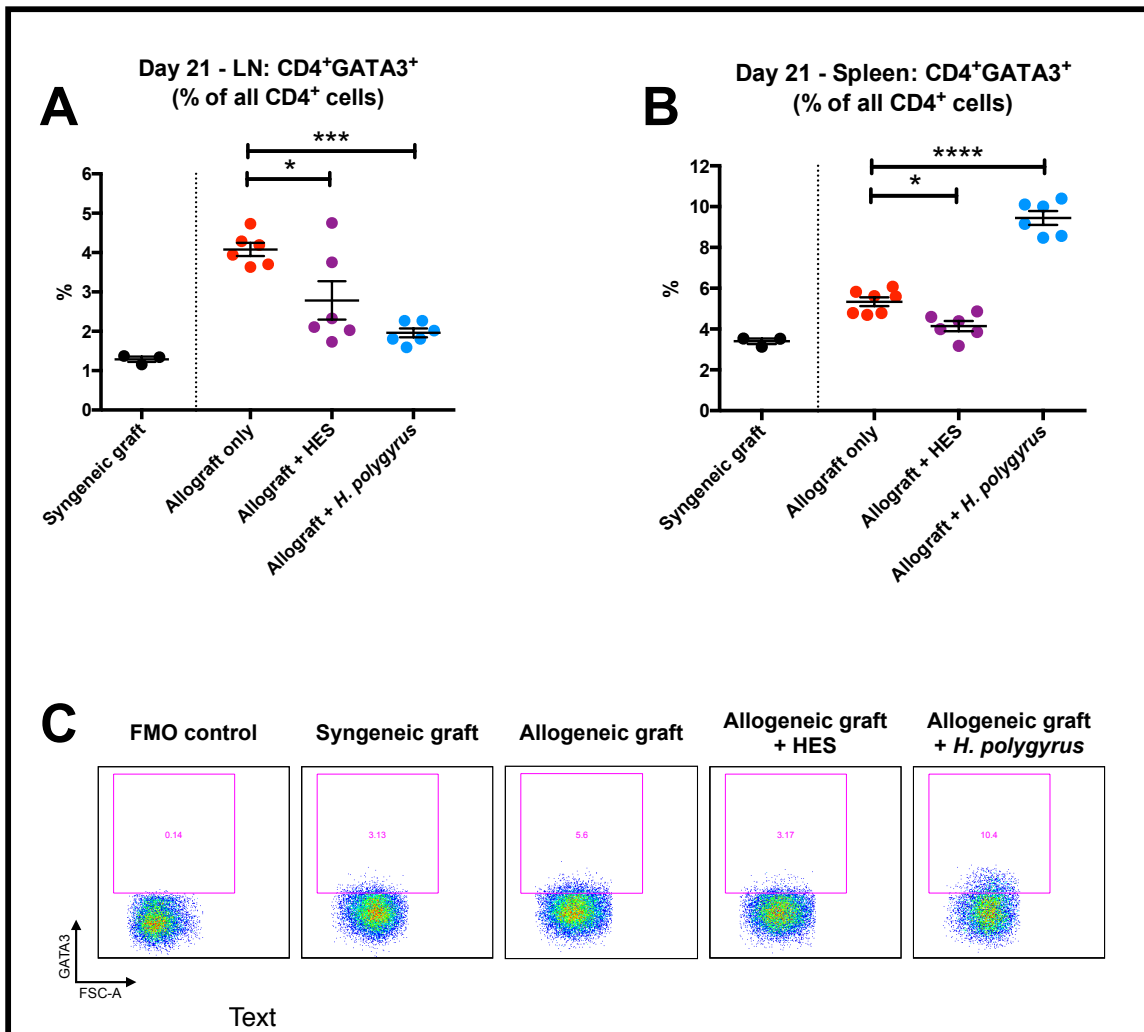 A
Day 21 - LN: CD4⁺GATA3⁺
(% of all CD4⁺ cells)
***
*
6
5
4
3
2
1
0
%
Syngeneic graft
Allograft only
Allograft + HES
Allograft + H. polygyrus
B
Day 21 - Spleen: CD4⁺GATA3⁺
(% of all CD4⁺ cells)
****
*
12
10
8
6
4
2
0
%
Syngeneic graft
Allograft only
Allograft + HES
Allograft + H. polygyrus
C
FMO control
Syngeneic graft
Allogeneic graft
Allogeneic graft
+ HES
Allogeneic graft
+ H. polygyrus
0.14
3.13
5.6
3.17
10.4
GATA3
FSC-A
Text